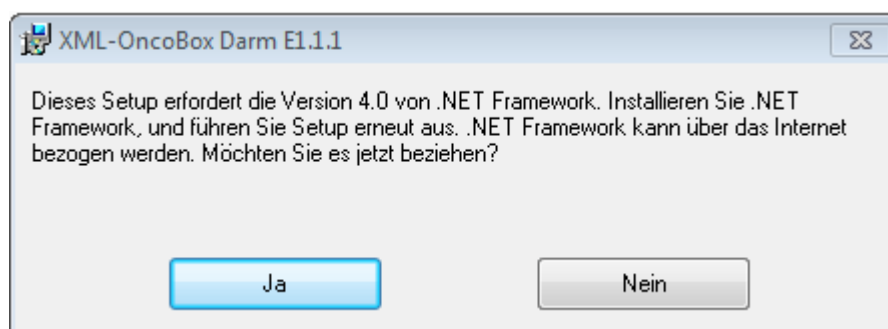 XML-OncoBox Darm E1.1.1
Dieses Setup erfordert die Version 4.0 von .NET Framework. Installieren Sie .NET
Framework, und führen Sie Setup erneut aus. .NET Framework kann über das Internet
bezogen werden. Möchten Sie es jetzt beziehen?
Ja
Nein